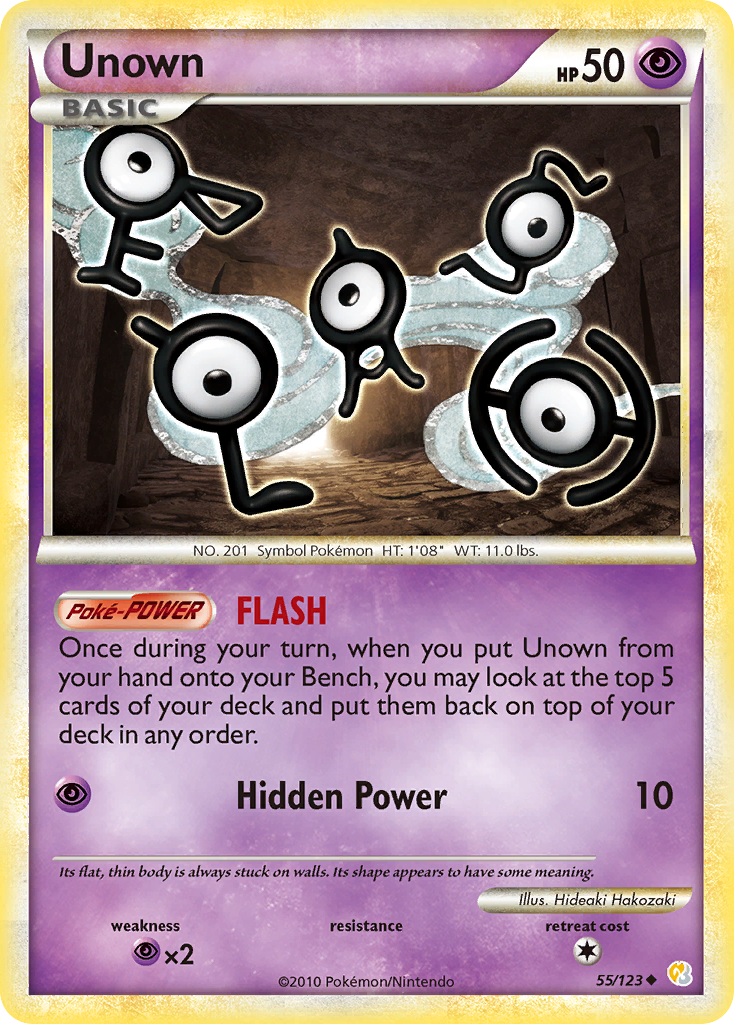 Unown
HP 50
BASIC
NO. 201 Symbol Pokémon HT: 1'08" WT: 11.0 lbs.
Poké-POWER FLASH
Once during your turn, when you put Unown from
your hand onto your Bench, you may look at the top 5
cards of your deck and put them back on top of your
deck in any order.
Hidden Power 10
Its flat, thin body is always stuck on walls. Its shape appears to have some meaning.
Illus. Hideaki Hakozaki
weakness resistance retreat cost
×2
©2010 Pokémon/Nintendo 55/123